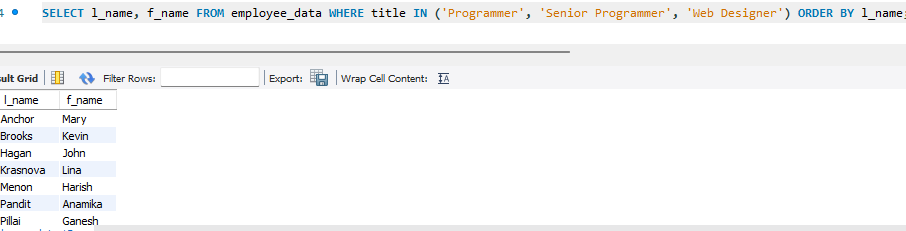 4 SELECT l_name, f_name FROM employee_data WHERE title IN ('Programmer', 'Senior Programmer', 'Web Designer') ORDER BY l_name,
ult Grid Filter Rows: Export: Wrap Cell Content:
l_name f_name
Anchor Mary
Brooks Kevin
Hagan John
Krasnova Lina
Menon Harish
Pandit Anamika
Pillai Ganesh